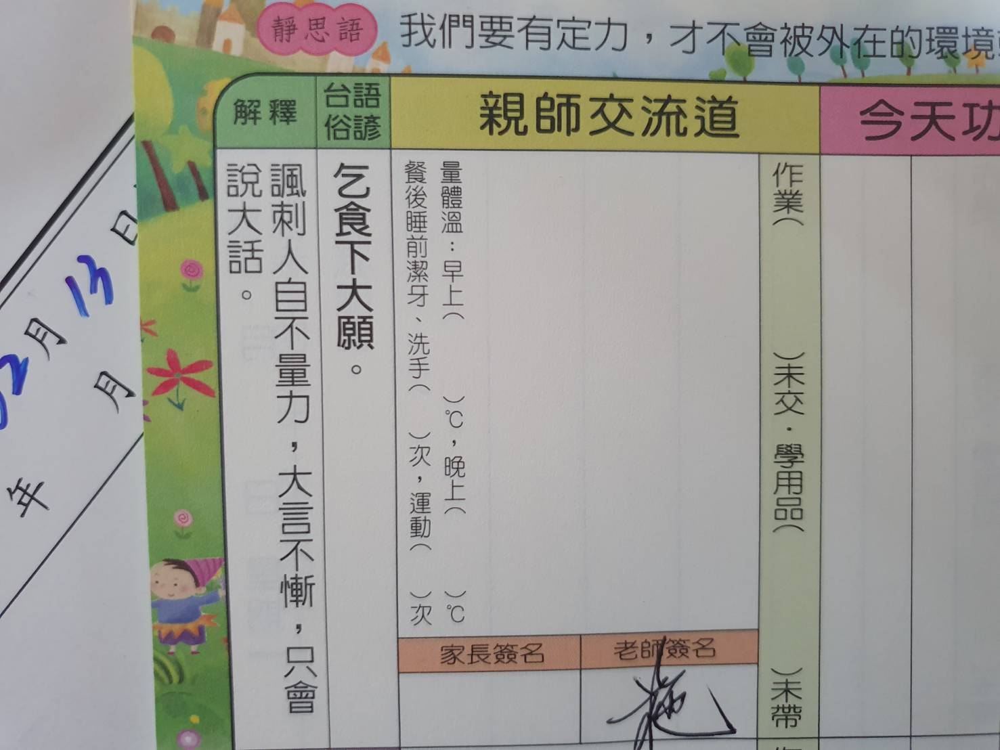 靜思語
我們要有定力，才不會被外在的環境
親師交流道
今天功
台語
俗諺
解釋
作業（　）未交．學用品（　）未帶
量體溫：早上（　）℃，晚上（　）℃
餐後睡前潔牙、洗手（　）次，運動（　）次
乞食下大願。
諷刺人自不量力，大言不慚，只會
說大話。
家長簽名
老師簽名
施
2月13日
月
年